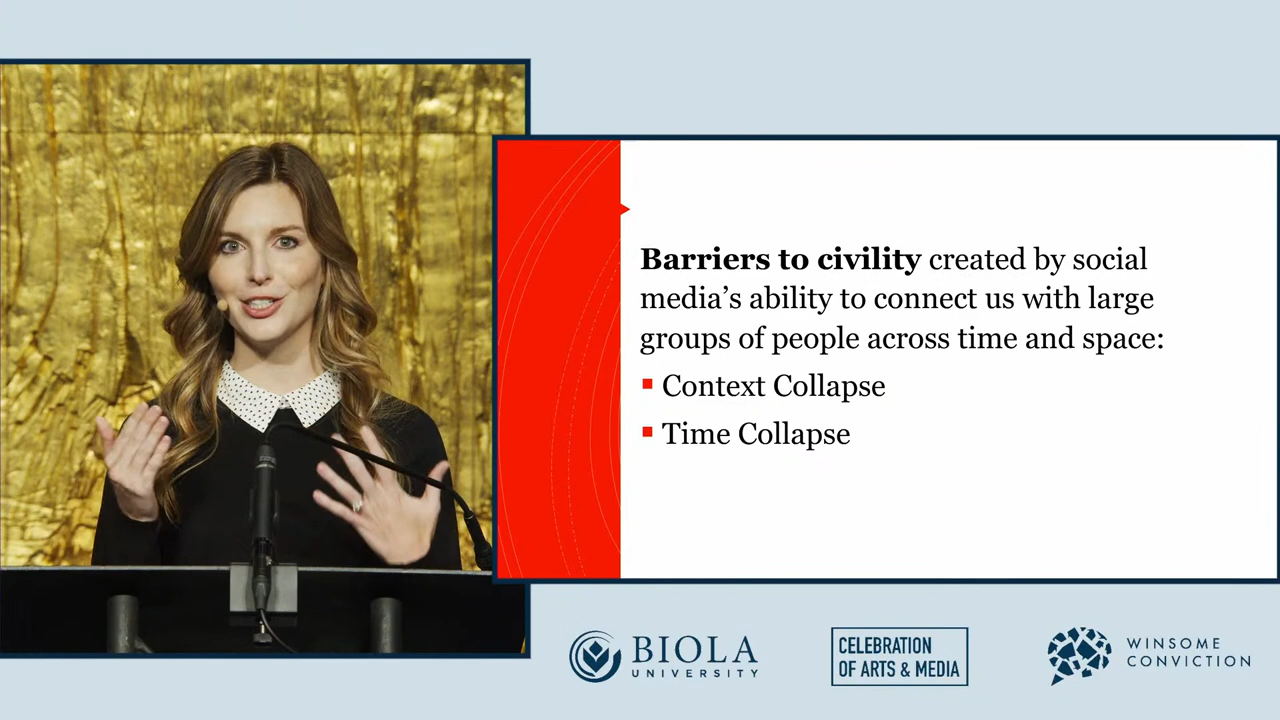 Barriers to civility created by social
media’s ability to connect us with large
groups of people across time and space:
Context Collapse
Time Collapse
BIOLA
UNIVERSITY
CELEBRATION
OF ARTS & MEDIA
WINSOME
CONVICTION